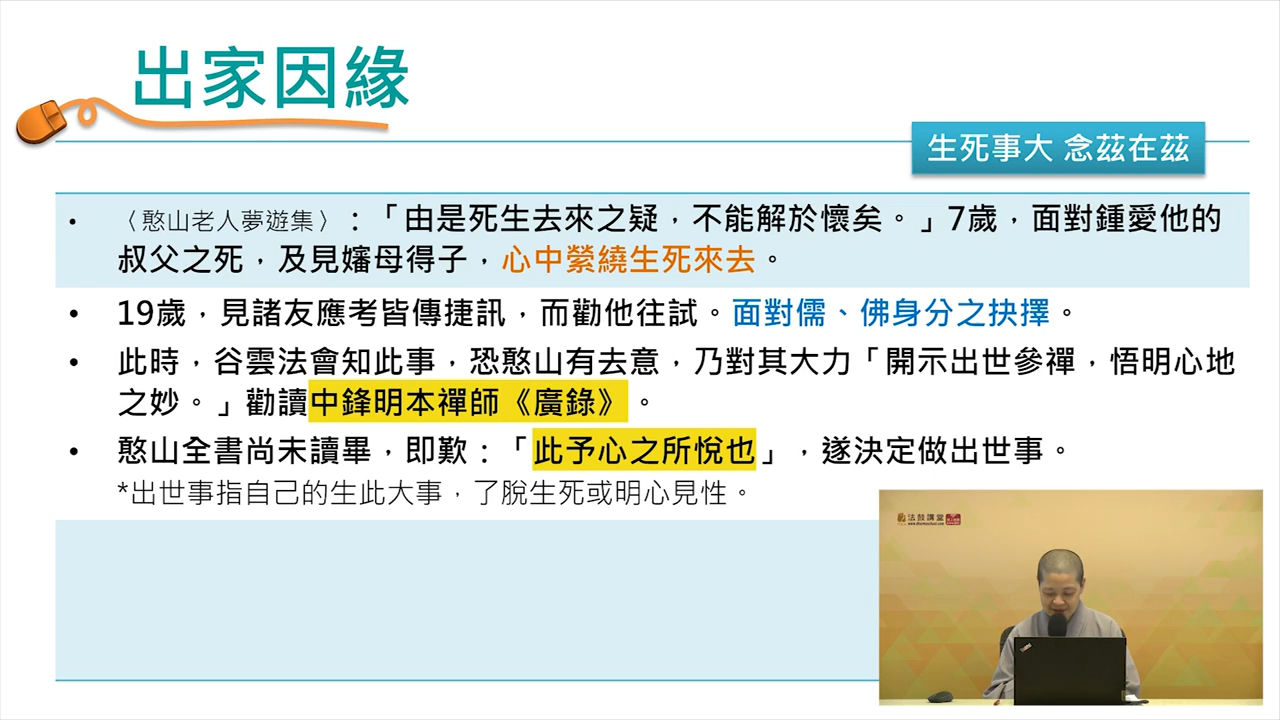 出家因緣
生死事大 念茲在茲
• 〈憨山老人夢遊集〉：「由是死生去來之疑，不能解於懷矣。」7歲，面對鍾愛他的
叔父之死，及見嬸母得子，心中縈繞生死來去。
• 19歲，見諸友應考皆傳捷訊，而勸他往試。面對儒、佛身分之抉擇。
• 此時，谷雲法會知此事，恐憨山有去意，乃對其大力「開示出世參禪，悟明心地
之妙。」勸讀中鋒明本禪師《廣錄》。
• 憨山全書尚未讀畢，即歎：「此予心之所悅也」，遂決定做出世事。
*出世事指自己的生此大事，了脫生死或明心見性。
法鼓講堂